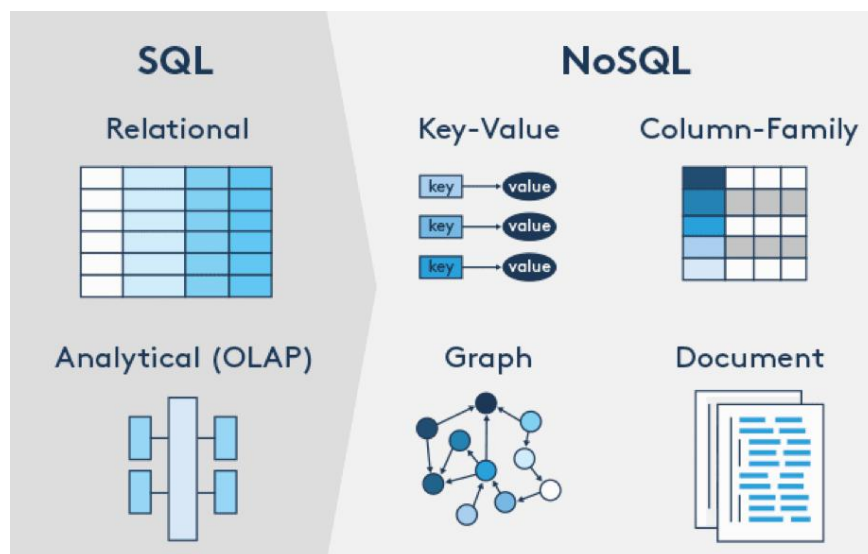 SQL
Relational
Analytical (OLAP)
NoSQL
Key-Value
key value
key value
key value
Column-Family
Graph
Document